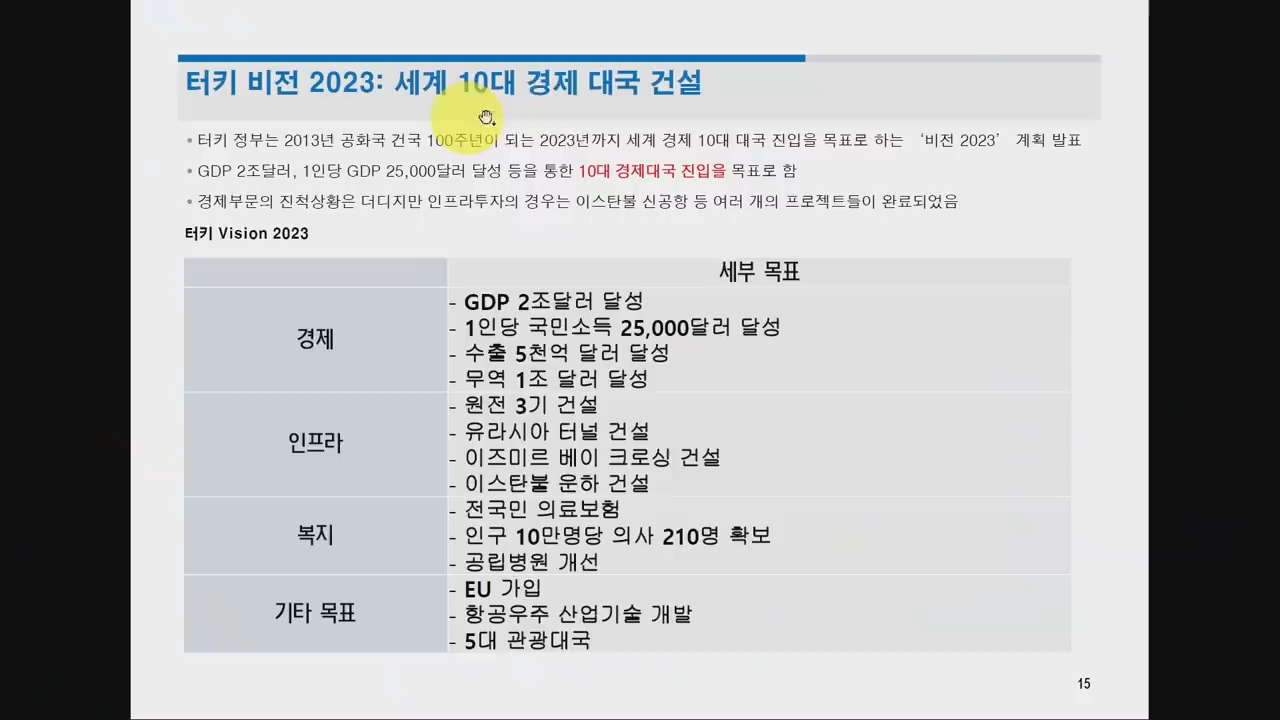 터키 비전 2023: 세계 10대 경제 대국 건설
• 터키 정부는 2013년 공화국 건국 100주년이 되는 2023년까지 세계 경제 10대 대국 진입을 목표로 하는 ‘비전 2023’ 계획 발표
• GDP 2조달러, 1인당 GDP 25,000달러 달성 등을 통한 10대 경제대국 진입을 목표로 함
• 경제부문의 진척상황은 더디지만 인프라투자의 경우는 이스탄불 신공항 등 여러 개의 프로젝트들이 완료되었음
터키 Vision 2023
세부 목표
경제
- GDP 2조달러 달성
- 1인당 국민소득 25,000달러 달성
- 수출 5천억 달러 달성
- 무역 1조 달러 달성
인프라
- 원전 3기 건설
- 유라시아 터널 건설
- 이즈미르 베이 크로싱 건설
- 이스탄불 운하 건설
복지
- 전국민 의료보험
- 인구 10만명당 의사 210명 확보
- 공립병원 개선
기타 목표
- EU 가입
- 항공우주 산업기술 개발
- 5대 관광대국
15